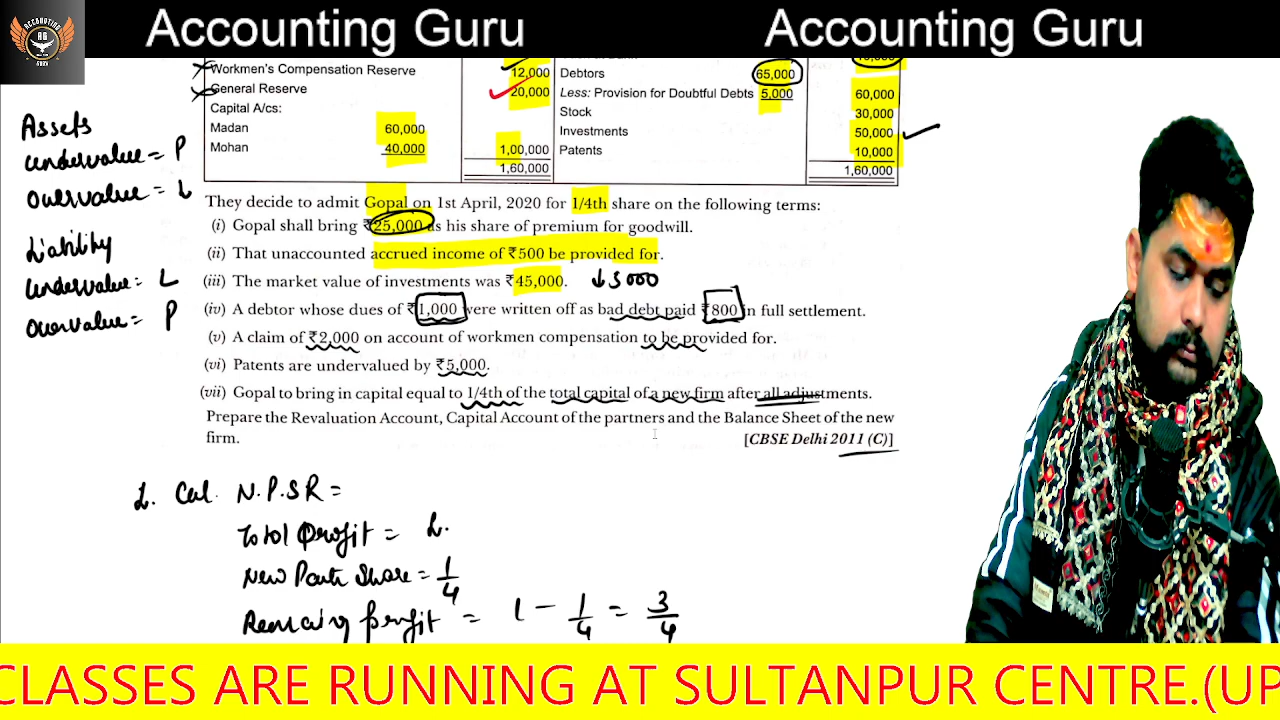 Accounting Guru
Accounting Guru
ACCOUNTING
AG
GURU
Workmen's Compensation Reserve 12,000 Debtors 65,000
General Reserve 20,000 Less: Provision for Doubtful Debts 5,000 60,000
Capital A/cs: Stock 30,000
Madan 60,000 Investments 50,000
Mohan 40,000 1,00,000 Patents 10,000
1,60,000 1,60,000
Assets
undervalue = P
overvalue = L
Liability
undervalue = L
overvalue = P
They decide to admit Gopal on 1st April, 2020 for 1/4th share on the following terms:
(i) Gopal shall bring ₹25,000 as his share of premium for goodwill.
(ii) That unaccounted accrued income of ₹500 be provided for.
(iii) The market value of investments was ₹45,000. ↓5000
(iv) A debtor whose dues of ₹1,000 were written off as bad debt paid ₹800 in full settlement.
(v) A claim of ₹2,000 on account of workmen compensation to be provided for.
(vi) Patents are undervalued by ₹5,000.
(vii) Gopal to bring in capital equal to 1/4th of the total capital of a new firm after all adjustments.
Prepare the Revaluation Account, Capital Account of the partners and the Balance Sheet of the new
firm. [CBSE Delhi 2011 (C)]
1. Cal. N.P.S.R =
Total Profit = 1.
New Part Share = 1/4
Remaing profit = 1 - 1/4 = 3/4
CLASSES ARE RUNNING AT SULTANPUR CENTRE.(UP